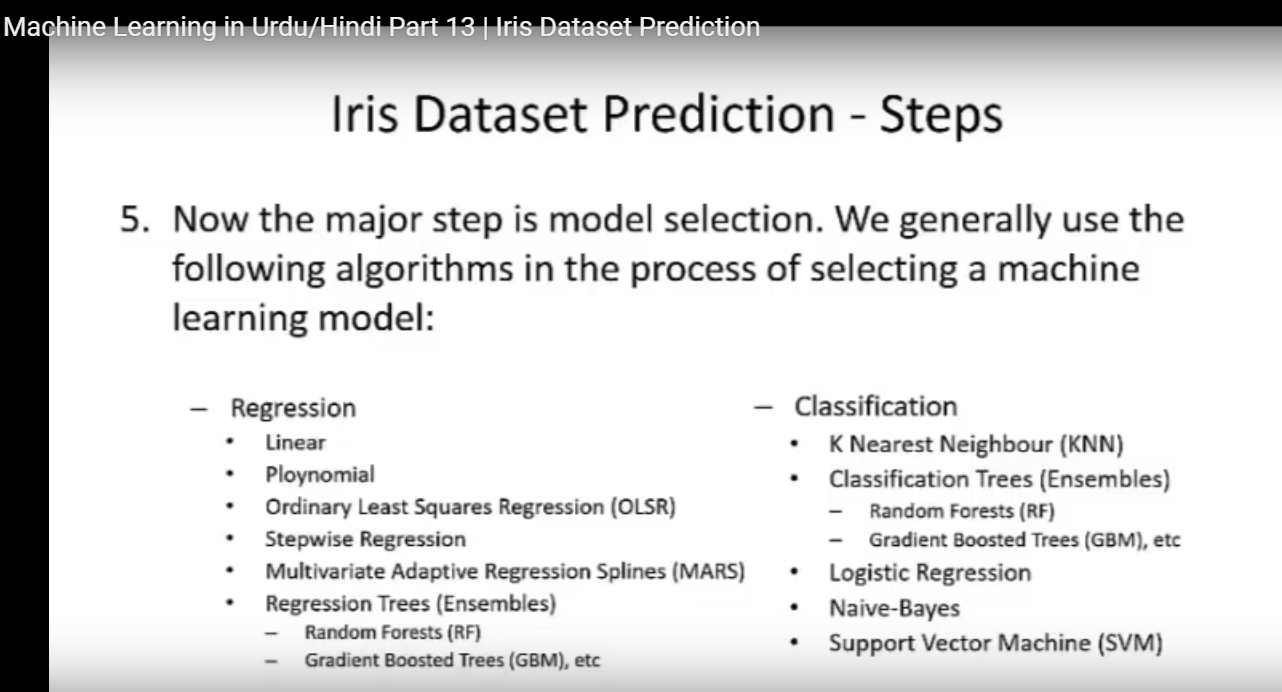 Machine Learning in Urdu/Hindi Part 13 | Iris Dataset Prediction
Iris Dataset Prediction - Steps
5. Now the major step is model selection. We generally use the
following algorithms in the process of selecting a machine
learning model:
– Regression
• Linear
• Ploynomial
• Ordinary Least Squares Regression (OLSR)
• Stepwise Regression
• Multivariate Adaptive Regression Splines (MARS)
• Regression Trees (Ensembles)
– Random Forests (RF)
– Gradient Boosted Trees (GBM), etc
– Classification
• K Nearest Neighbour (KNN)
• Classification Trees (Ensembles)
– Random Forests (RF)
– Gradient Boosted Trees (GBM), etc
• Logistic Regression
• Naive-Bayes
• Support Vector Machine (SVM)